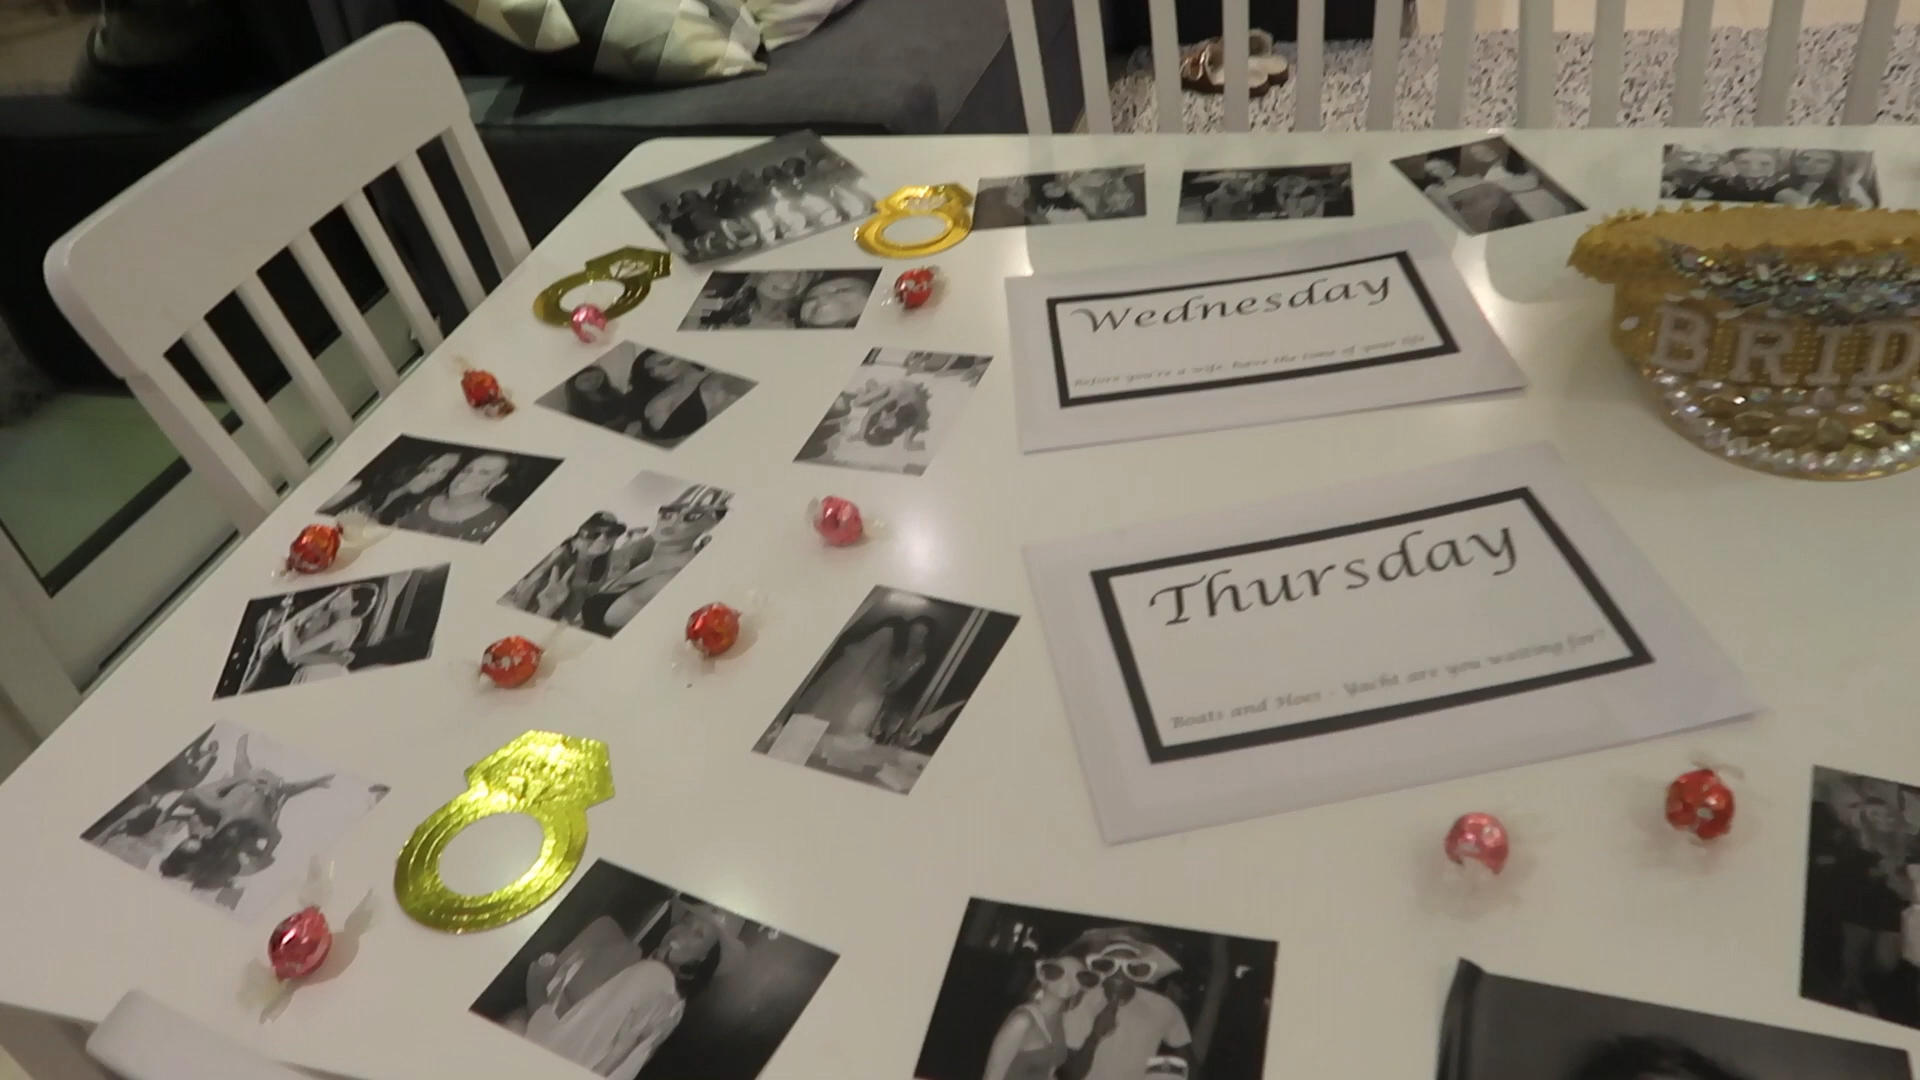 Wednesday
Before you're a wife, have the time of your life
BRID
Thursday
Boats and Hoes - Yacht are you waiting for?